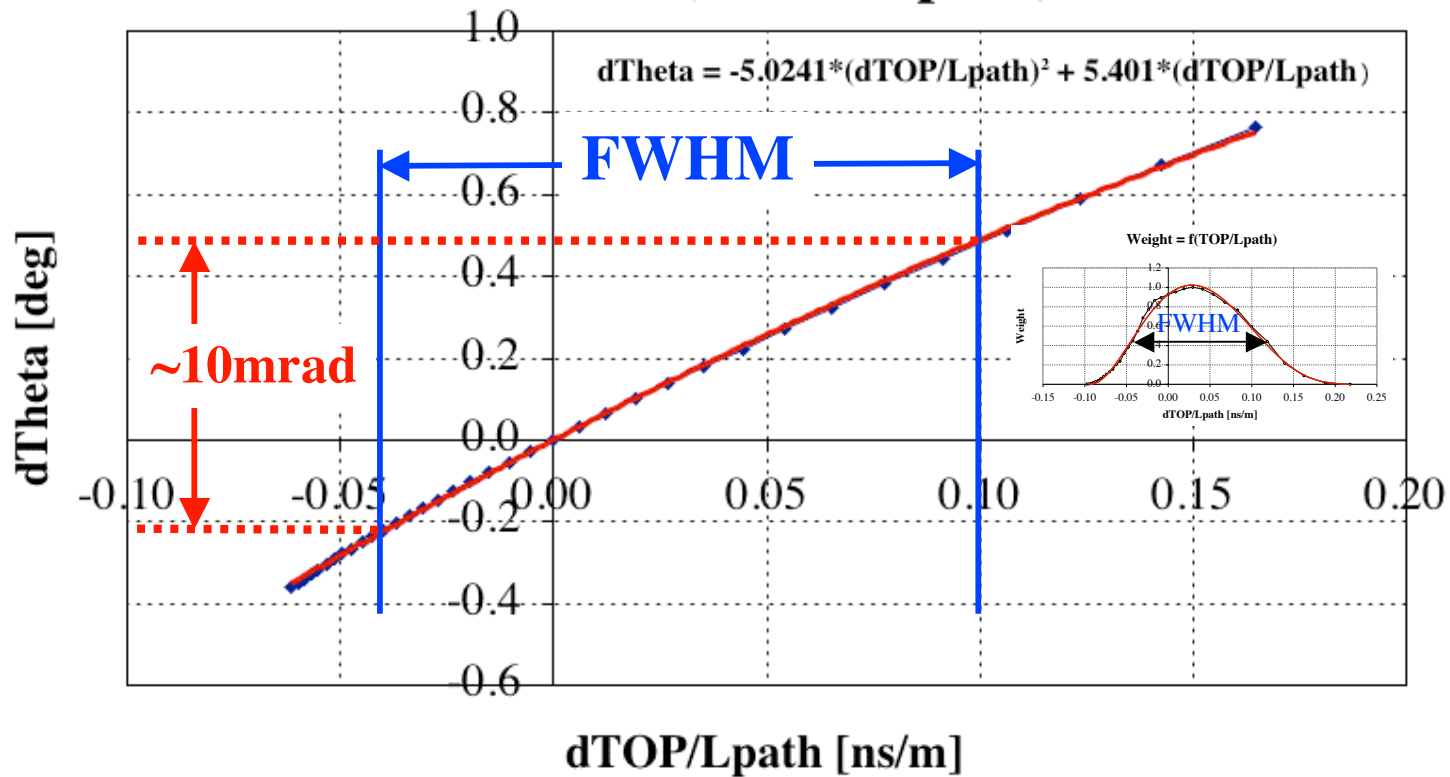 1.0
dTheta = -5.0241*(dTOP/Lpath)² + 5.401*(dTOP/Lpath)
0.8
FWHM
0.6
0.4
0.2
0.0
-0.2
-0.4
-0.6
dTheta [deg]
~10mrad
-0.10 -0.05 0.00 0.05 0.10 0.15 0.20
dTOP/Lpath [ns/m]
Weight = f(TOP/Lpath)
1.2
1.0
0.8
0.6
0.4
0.2
0.0
FWHM
Weight
-0.15 -0.10 -0.05 0.00 0.05 0.10 0.15 0.20 0.25
dTOP/Lpath [ns/m]